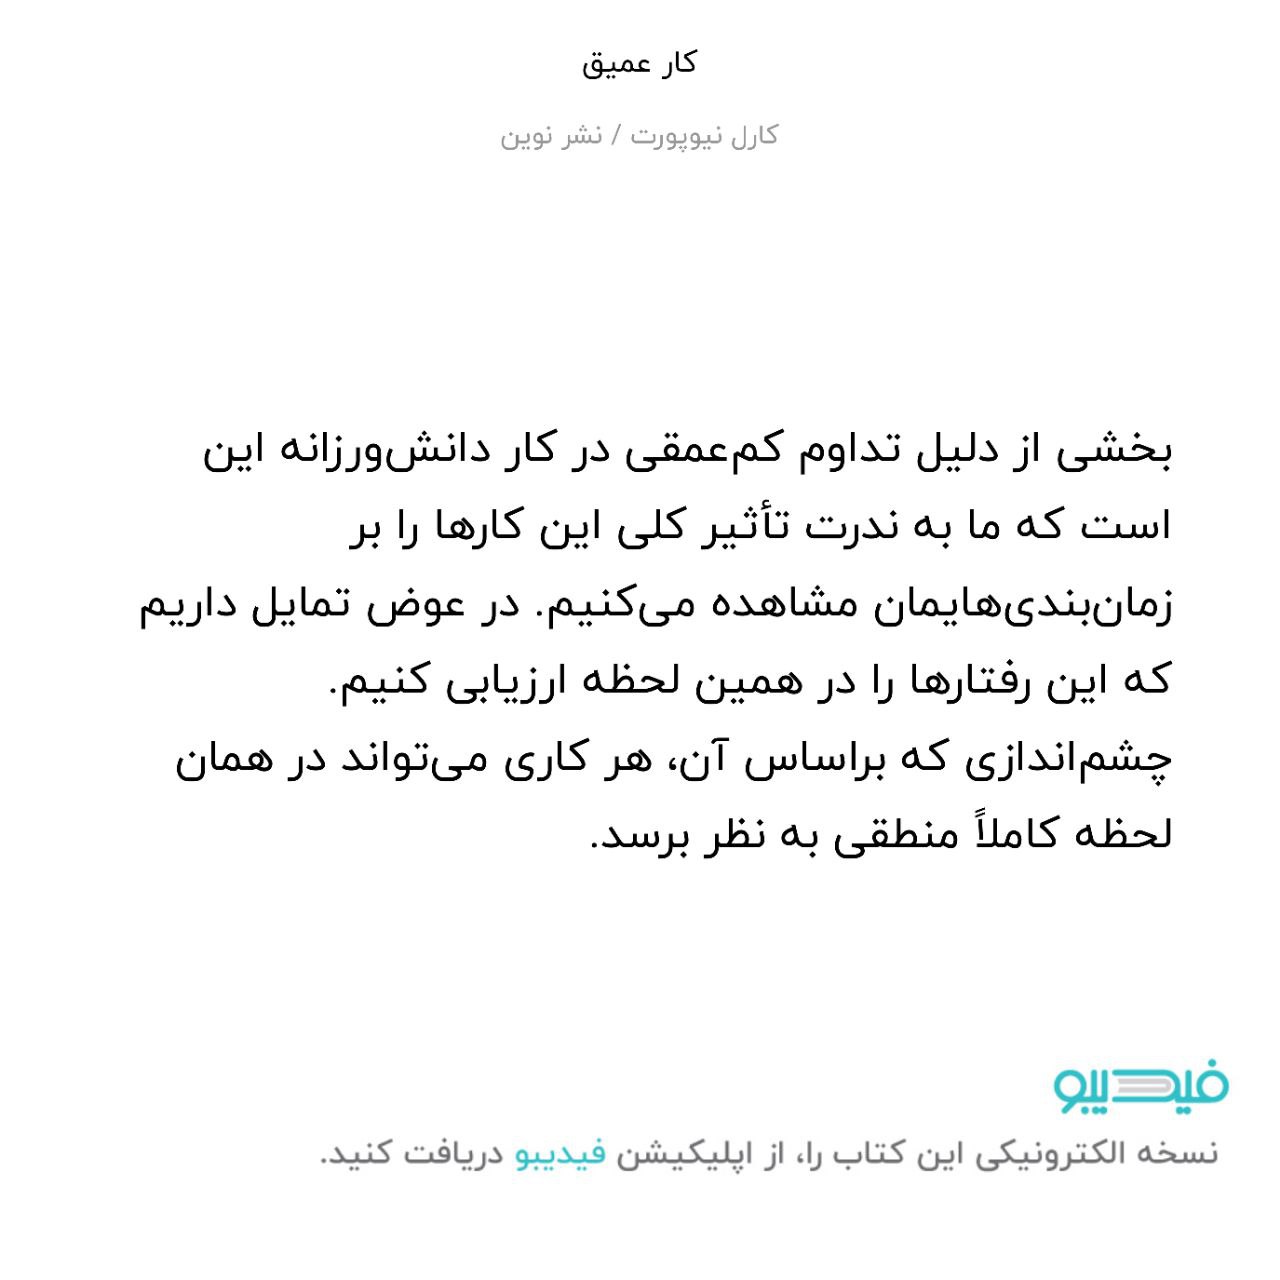 کار عمیق
کارل نیوپورت / نشر نوین
بخشی از دلیل تداوم کم‌عمقی در کار دانش‌ورزانه این
است که ما به ندرت تأثیر کلی این کارها را بر
زمان‌بندی‌هایمان مشاهده می‌کنیم. در عوض تمایل داریم
که این رفتارها را در همین لحظه ارزیابی کنیم.
چشم‌اندازی که براساس آن، هر کاری می‌تواند در همان
لحظه کاملاً منطقی به نظر برسد.
فیدیبو
نسخه الکترونیکی این کتاب را، از اپلیکیشن فیدیبو دریافت کنید.